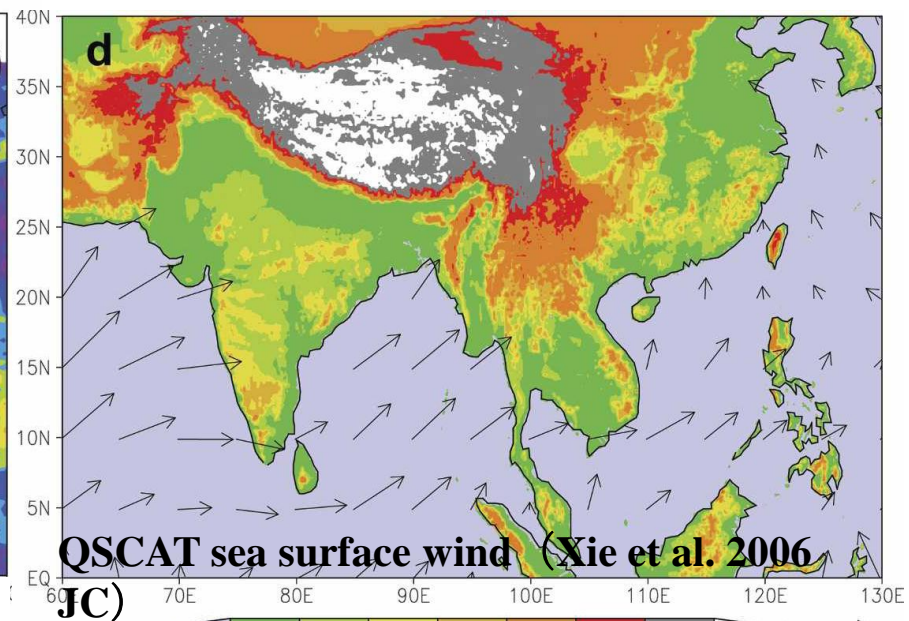 40N
d
35N
30N
25N
20N
15N
10N
5N
EQ
60E 70E 80E 90E 100E 110E 120E 130E
QSCAT sea surface wind（Xie et al. 2006
JC）